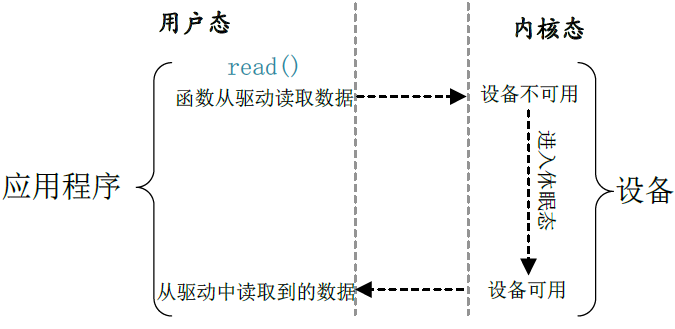 用户态
内核态
read()
函数从驱动读取数据
设备不可用
进入休眠态
应用程序
设备
从驱动中读取到的数据
设备可用